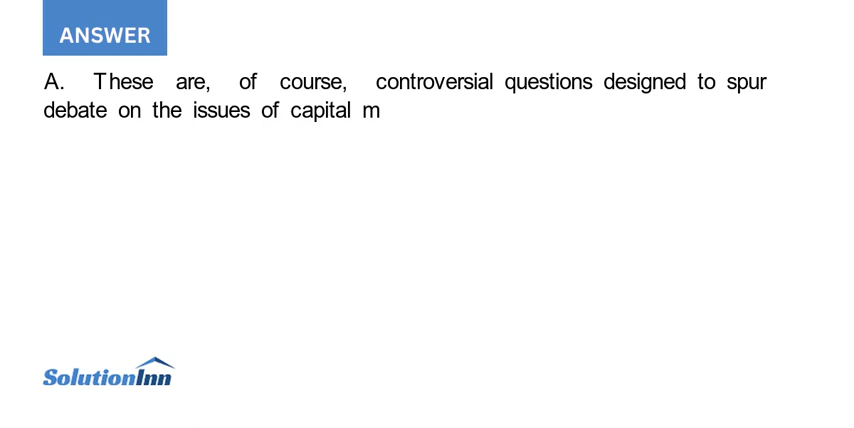 ANSWER
A. These are, of course, controversial questions designed to spur
debate on the issues of capital m
SolutionInn